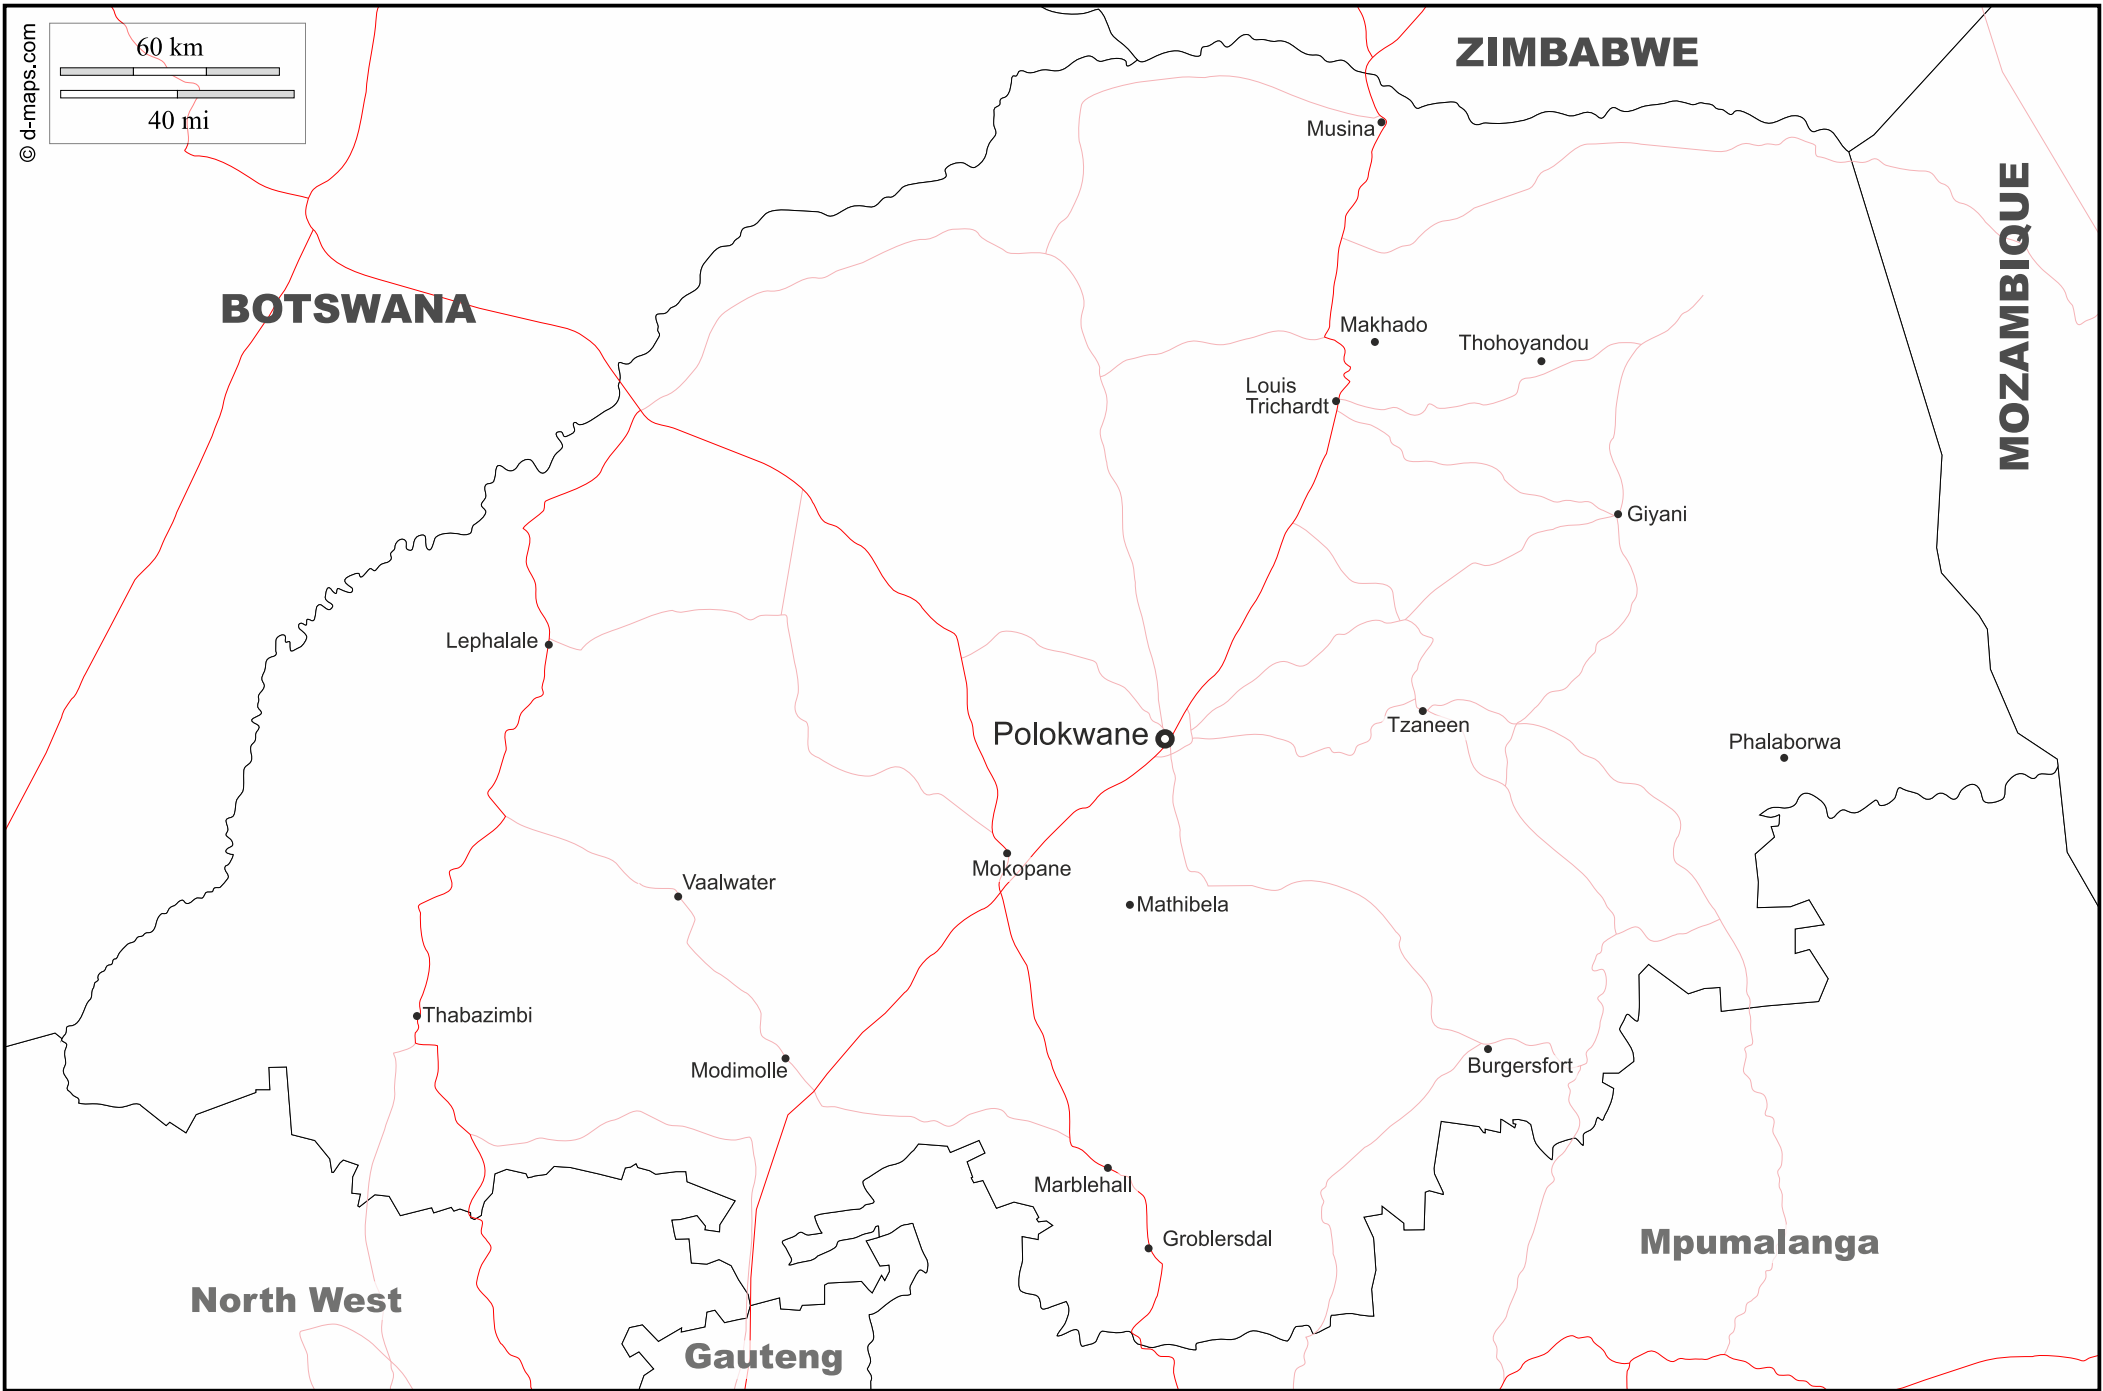 © d-maps.com
60 km
40 mi
ZIMBABWE
Musina
MOZAMBIQUE
BOTSWANA
Makhado
Thohoyandou
Louis
Trichardt
Giyani
Lephalale
Polokwane
Tzaneen
Phalaborwa
Mokopane
Vaalwater
Mathibela
Thabazimbi
Modimolle
Burgersfort
Marblehall
Groblersdal
Mpumalanga
North West
Gauteng